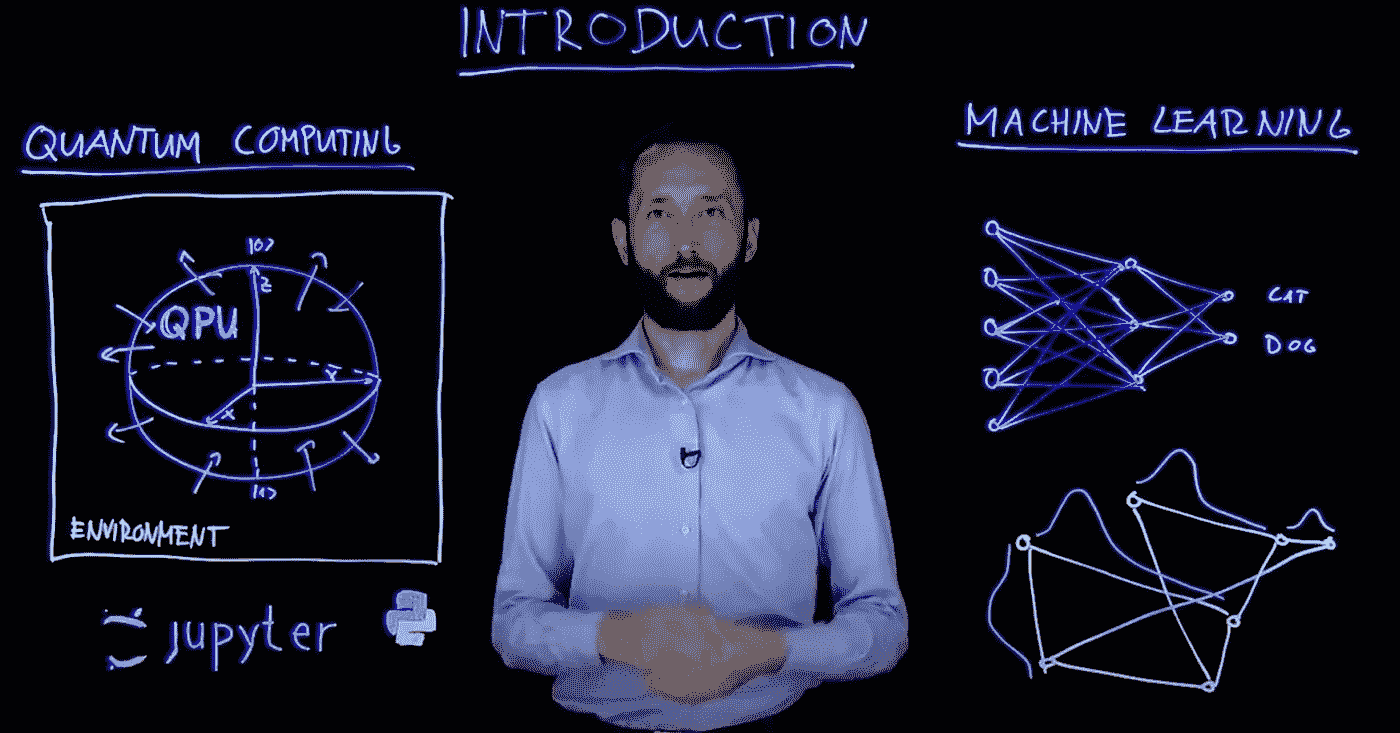 INTRODUCTION
QUANTUM COMPUTING
|0>
Z
QPU
Y
X
|1>
ENVIRONMENT
jupyter
MACHINE LEARNING
CAT
DOG